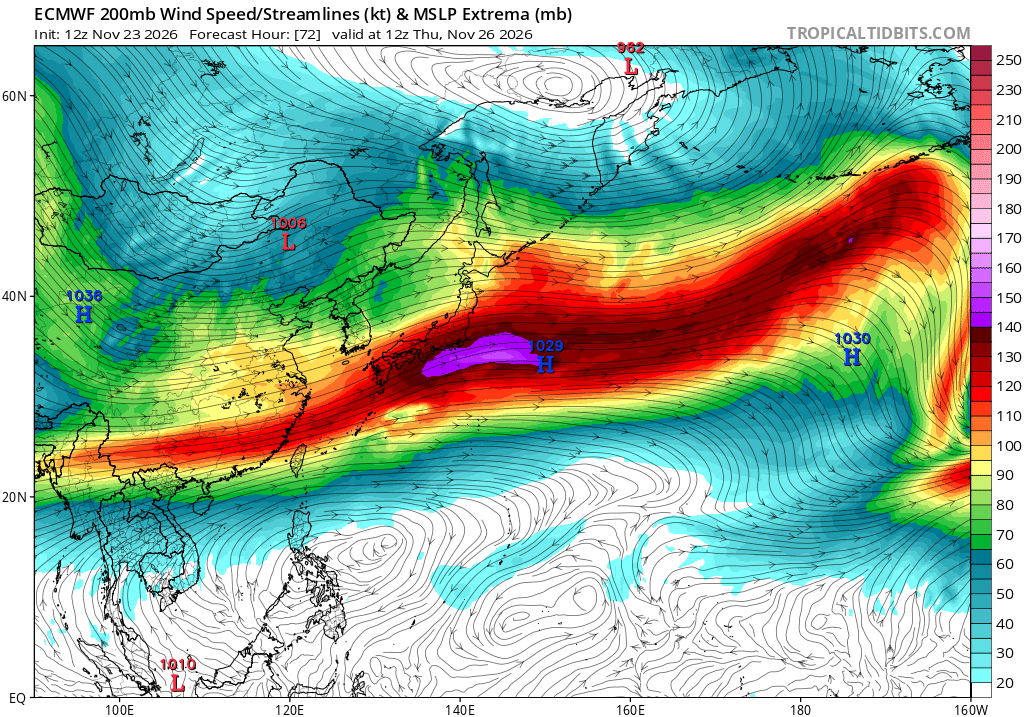 ECMWF 200mb Wind Speed/Streamlines (kt) & MSLP Extrema (mb)
Init: 12z Nov 23 2026 Forecast Hour: [72] valid at 12z Thu, Nov 26 2026
TROPICALTIDBITS.COM
962
L
1006
L
1036
H
1029
H
1030
H
1010
L
60N
40N
20N
EQ
100E
120E
140E
160E
180
160W
250
230
210
200
190
180
170
160
150
140
130
120
110
100
90
80
70
60
50
40
30
20